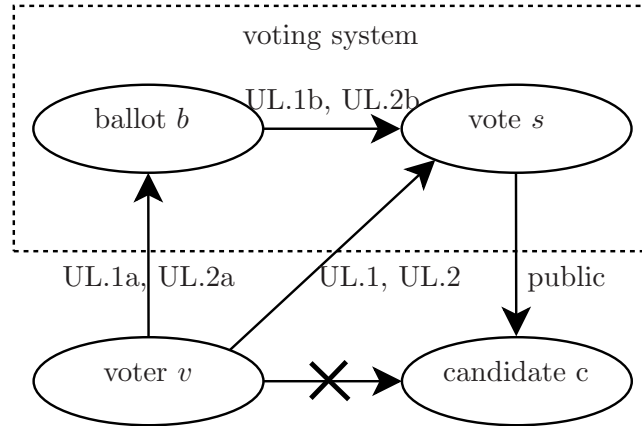 voting system
UL.1b, UL.2b
ballot b
vote s
UL.1a, UL.2a
UL.1, UL.2
public
voter v
candidate c